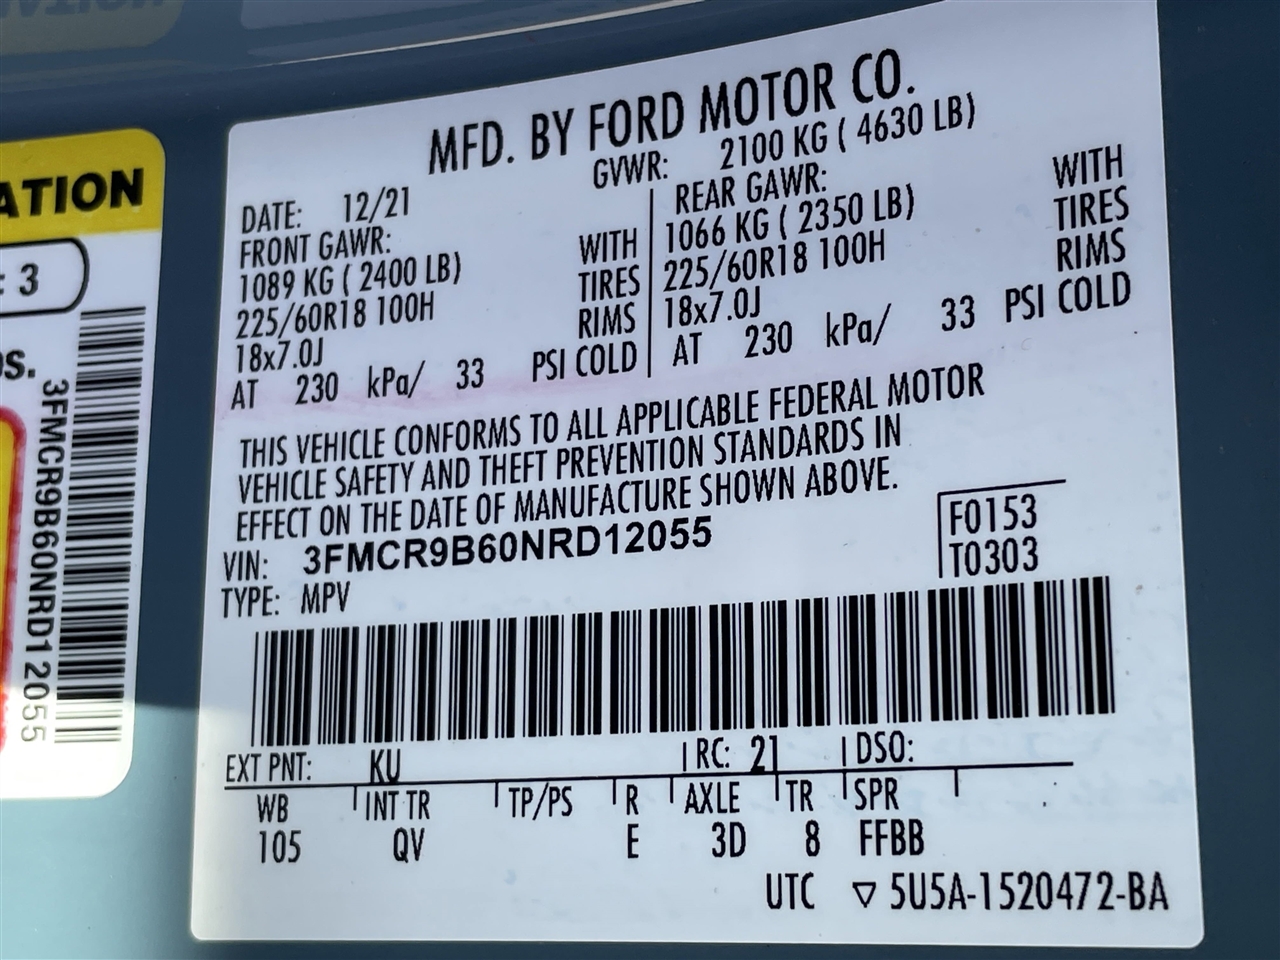 ATION
: 3
3FMCR9B60NRD12055
MFD. BY FORD MOTOR CO.
DATE: 12/21 GVWR: 2100 KG ( 4630 LB)
FRONT GAWR: REAR GAWR:
1089 KG ( 2400 LB) WITH 1066 KG ( 2350 LB) WITH
225/60R18 100H TIRES 225/60R18 100H TIRES
18x7.0J RIMS 18x7.0J RIMS
AT 230 kPa/ 33 PSI COLD AT 230 kPa/ 33 PSI COLD
THIS VEHICLE CONFORMS TO ALL APPLICABLE FEDERAL MOTOR
VEHICLE SAFETY AND THEFT PREVENTION STANDARDS IN
EFFECT ON THE DATE OF MANUFACTURE SHOWN ABOVE.
VIN: 3FMCR9B60NRD12055 F0153
TYPE: MPV T0303
EXT PNT: KU RC: 21 DSO:
WB INT TR TP/PS R AXLE TR SPR
105 QV E 3D 8 FFBB
UTC ▽ 5U5A-1520472-BA